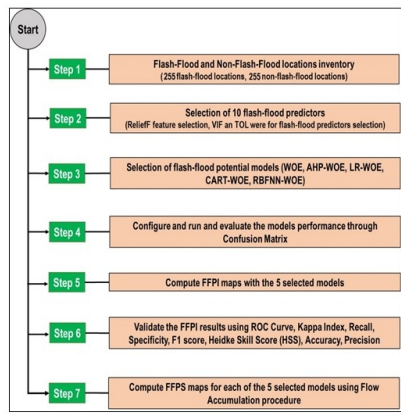 Start
Step 1
Flash-Flood and Non-Flash-Flood locations inventory
(255 flash-flood locations, 255 non-flash-flood locations)
Step 2
Selection of 10 flash-flood predictors
(ReliefF feature selection, VIF an TOL were for flash-flood predictors selection)
Step 3
Selection of flash-flood potential models (WOE, AHP-WOE, LR-WOE,
CART-WOE, RBFNN-WOE)
Step 4
Configure and run and evaluate the models performance through
Confusion Matrix
Step 5
Compute FFPI maps with the 5 selected models
Step 6
Validate the FFPI results using ROC Curve, Kappa Index, Recall,
Specificity, F1 score, Heidke Skill Score (HSS), Accuracy, Precision
Step 7
Compute FFPS maps for each of the 5 selected models using Flow
Accumulation procedure